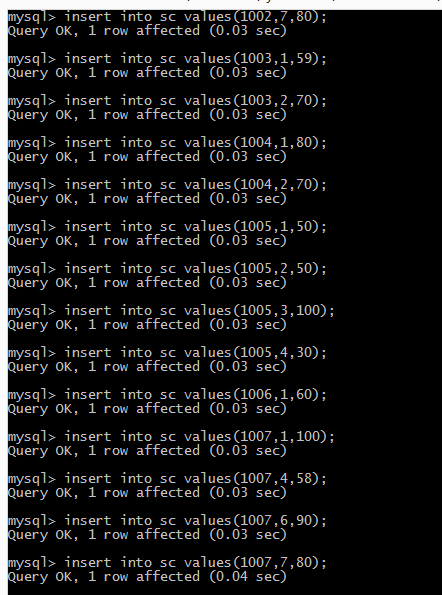 mysql> insert into sc values(1002,7,80);
Query OK, 1 row affected (0.03 sec)
mysql> insert into sc values(1003,1,59);
Query OK, 1 row affected (0.03 sec)
mysql> insert into sc values(1003,2,70);
Query OK, 1 row affected (0.03 sec)
mysql> insert into sc values(1004,1,80);
Query OK, 1 row affected (0.03 sec)
mysql> insert into sc values(1004,2,70);
Query OK, 1 row affected (0.03 sec)
mysql> insert into sc values(1005,1,50);
Query OK, 1 row affected (0.03 sec)
mysql> insert into sc values(1005,2,50);
Query OK, 1 row affected (0.03 sec)
mysql> insert into sc values(1005,3,100);
Query OK, 1 row affected (0.03 sec)
mysql> insert into sc values(1005,4,30);
Query OK, 1 row affected (0.03 sec)
mysql> insert into sc values(1006,1,60);
Query OK, 1 row affected (0.03 sec)
mysql> insert into sc values(1007,1,100);
Query OK, 1 row affected (0.03 sec)
mysql> insert into sc values(1007,4,58);
Query OK, 1 row affected (0.03 sec)
mysql> insert into sc values(1007,6,90);
Query OK, 1 row affected (0.03 sec)
mysql> insert into sc values(1007,7,80);
Query OK, 1 row affected (0.04 sec)